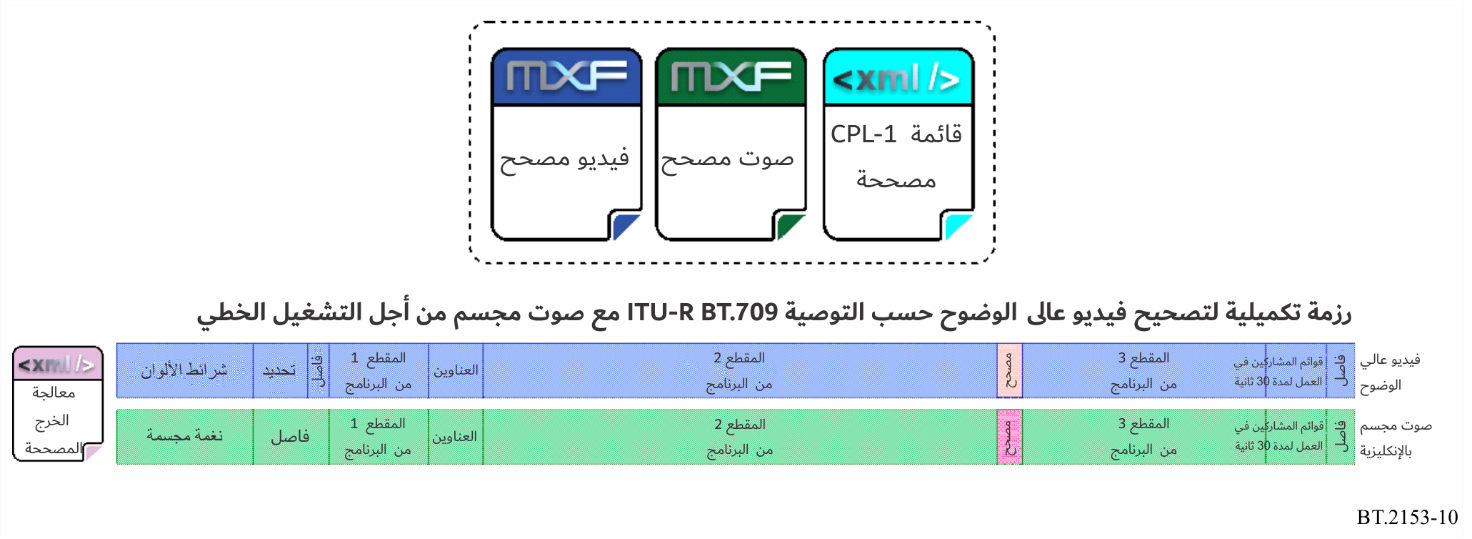 MXF
فيديو مصحح
MXF
صوت مصحح
<xml/>
قائمة CPL-1
مصححة
رزمة تكميلية لتصحيح فيديو عالى الوضوح حسب التوصية ITU-R BT.709 مع صوت مجسم من أجل التشغيل الخطي
<xml/>
معالجة
الخرج
المصححة
فيديو عالي
الوضوح
شرائط الألوان
تحديد
فاصل
المقطع 1
من البرنامج
العناوين
المقطع 2
من البرنامج
مصحح
المقطع 3
من البرنامج
قوائم المشاركين في
العمل لمدة 30 ثانية
فاصل
صوت مجسم
بالإنكليزية
نغمة مجسمة
فاصل
المقطع 1
من البرنامج
العناوين
المقطع 2
من البرنامج
مصحح
المقطع 3
من البرنامج
قوائم المشاركين في
العمل لمدة 30 ثانية
فاصل
BT.2153-10